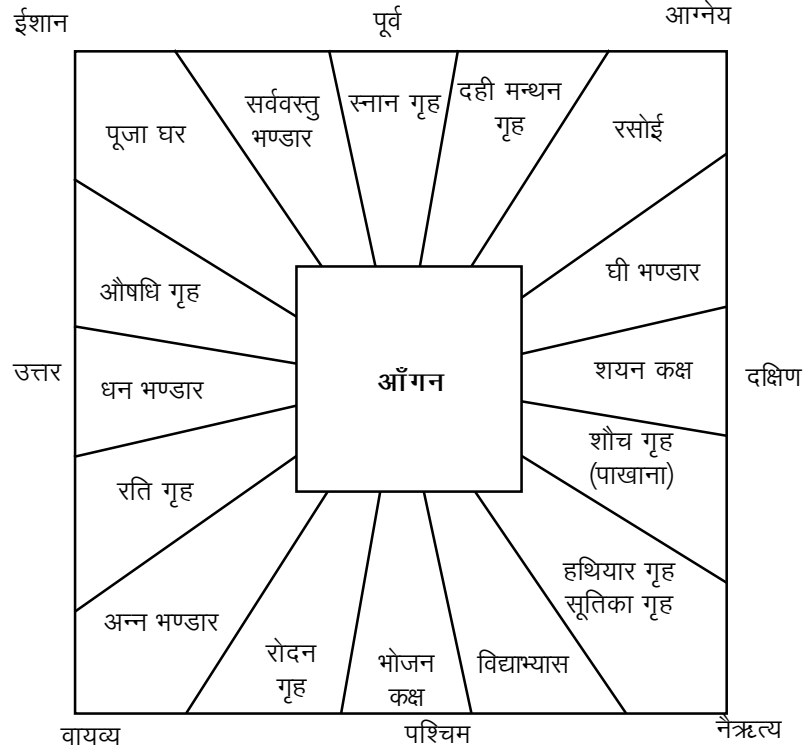 ईशान
पूर्व
आग्नेय
पूजा घर
सर्ववस्तु
भण्डार
स्नान गृह
दही मन्थन
गृह
रसोई
औषधि गृह
घी भण्डार
उत्तर
धन भण्डार
आँगन
शयन कक्ष
दक्षिण
शौच गृह
(पाखाना)
रति गृह
हथियार गृह
सूतिका गृह
अन्न भण्डार
रोदन
गृह
भोजन
कक्ष
विद्याभ्यास
वायव्य
पश्चिम
नैऋत्य